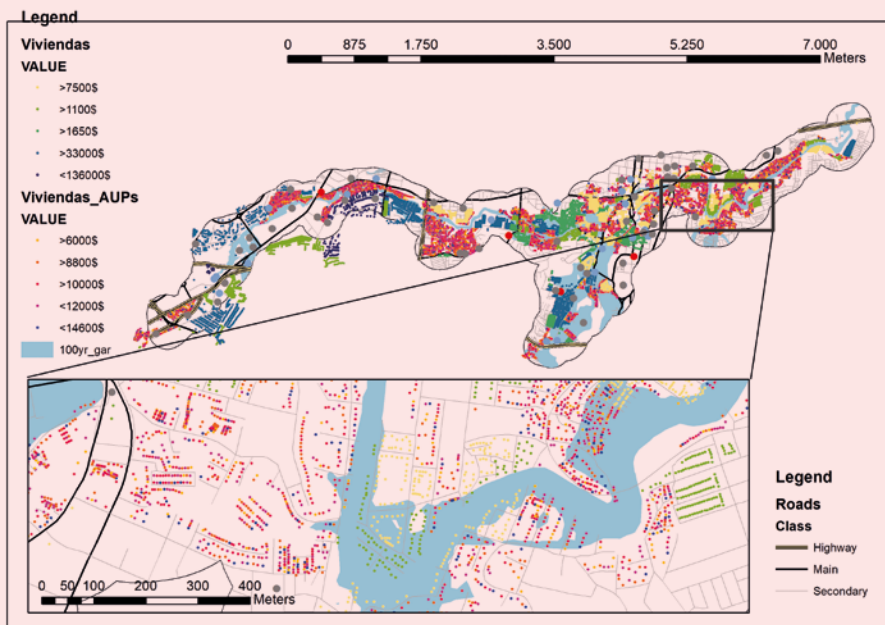 Legend
Viviendas
VALUE
>7500$
>1100$
>1650$
>33000$
<136000$
Viviendas_AUPs
VALUE
>6000$
>8800$
>10000$
<12000$
<14600$
100yr_gar
0 875 1.750 3.500 5.250 7.000
Meters
0 50 100 200 300 400
Meters
Legend
Roads
Class
Highway
Main
Secondary